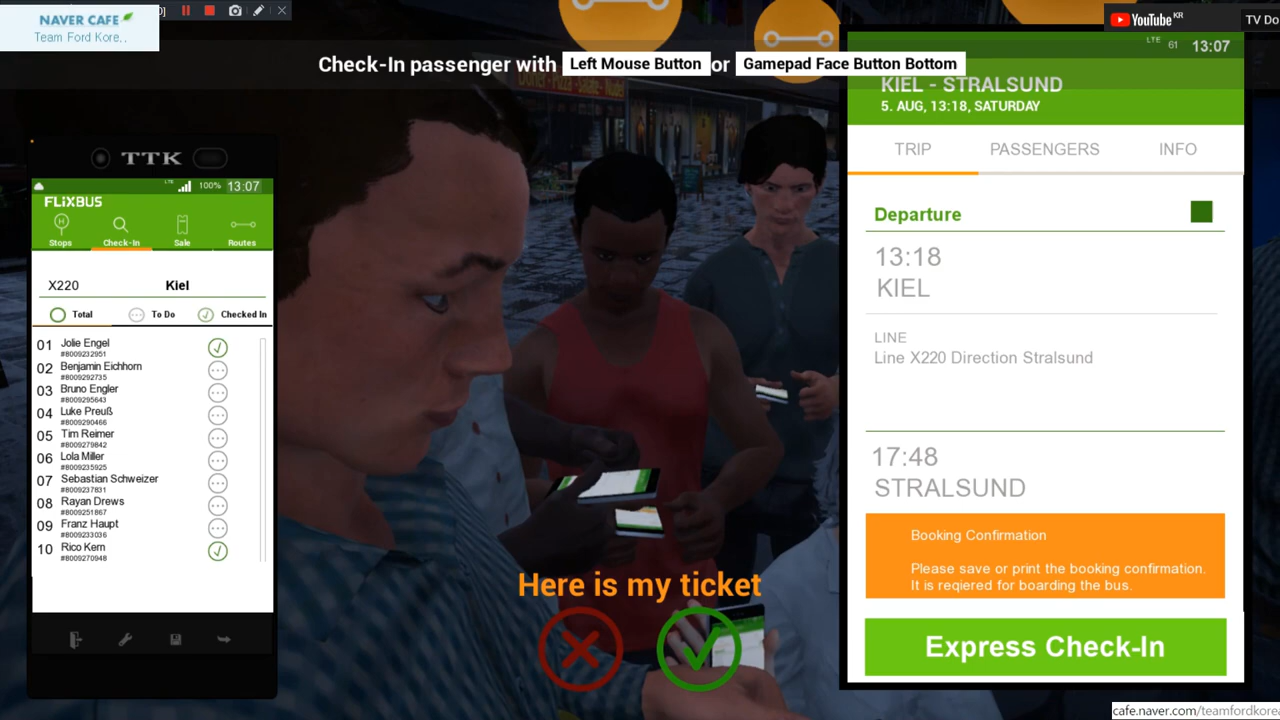 NAVER CAFE
Team Ford Kore..
YouTube KR
TV Do
Check-In passenger with Left Mouse Button or Gamepad Face Button Bottom
TTK
LTE 100% 13:07
FLiXBUS
Stops Check-In Sale Routes
X220 Kiel
Total To Do Checked In
01 Jolie Engel
#8009232951
02 Benjamin Eichhorn
#8009292735
03 Bruno Engler
#8009295643
04 Luke Preuß
#8009290466
05 Tim Reimer
#8009279842
06 Lola Miller
#8009235925
07 Sebastian Schweizer
#8009237831
08 Rayan Drews
#8009251867
09 Franz Haupt
#8009233036
10 Rico Kern
#8009270948
Here is my ticket
LTE 61 13:07
KIEL - STRALSUND
5. AUG, 13:18, SATURDAY
TRIP PASSENGERS INFO
Departure
13:18
KIEL
LINE
Line X220 Direction Stralsund
17:48
STRALSUND
Booking Confirmation
Please save or print the booking confirmation.
It is reqiered for boarding the bus.
Express Check-In
cafe.naver.com/teamfordkorea